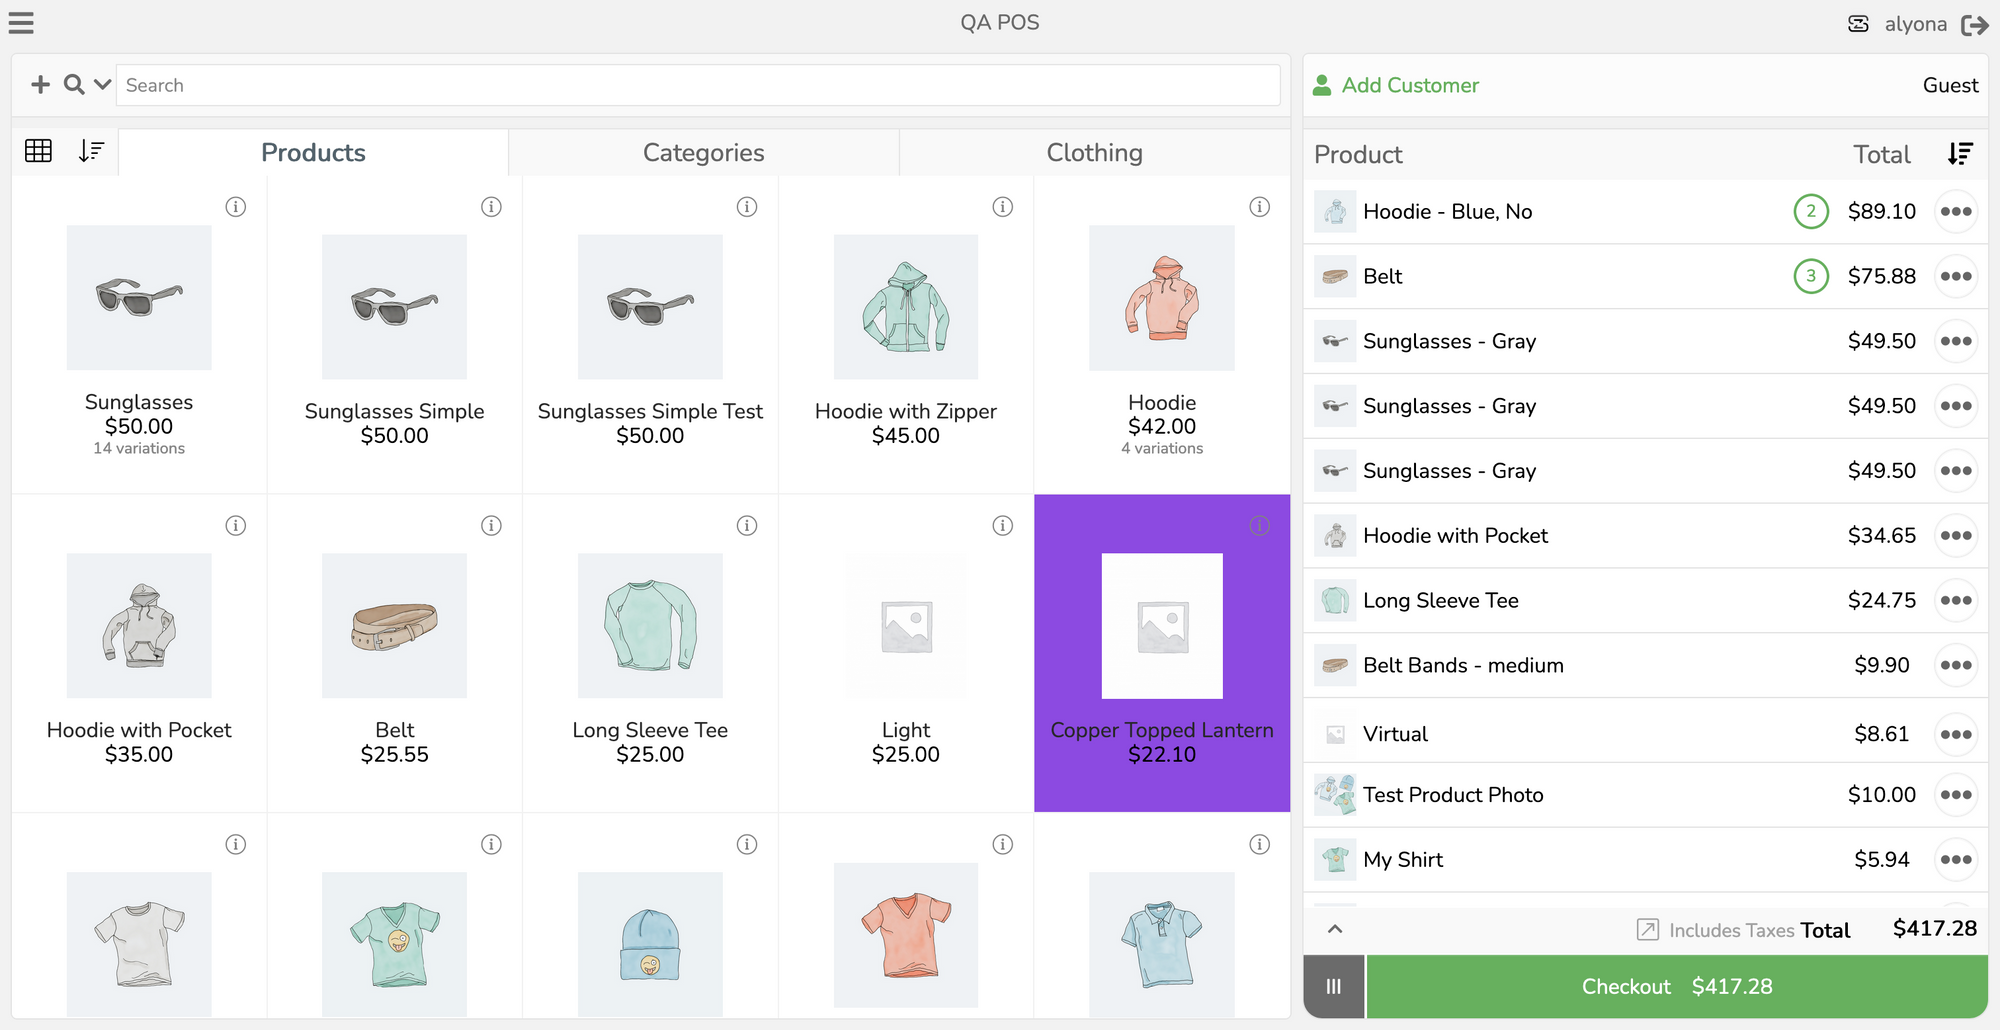 QA POS
alyona
Search
Add Customer
Guest
Products
Categories
Clothing
Sunglasses
$50.00
14 variations
Sunglasses Simple
$50.00
Sunglasses Simple Test
$50.00
Hoodie with Zipper
$45.00
Hoodie
$42.00
4 variations
Hoodie with Pocket
$35.00
Belt
$25.55
Long Sleeve Tee
$25.00
Light
$25.00
Copper Topped Lantern
$22.10
Product Total
Hoodie - Blue, No 2 $89.10
Belt 3 $75.88
Sunglasses - Gray $49.50
Sunglasses - Gray $49.50
Sunglasses - Gray $49.50
Hoodie with Pocket $34.65
Long Sleeve Tee $24.75
Belt Bands - medium $9.90
Virtual $8.61
Test Product Photo $10.00
My Shirt $5.94
Includes Taxes Total $417.28
Checkout $417.28